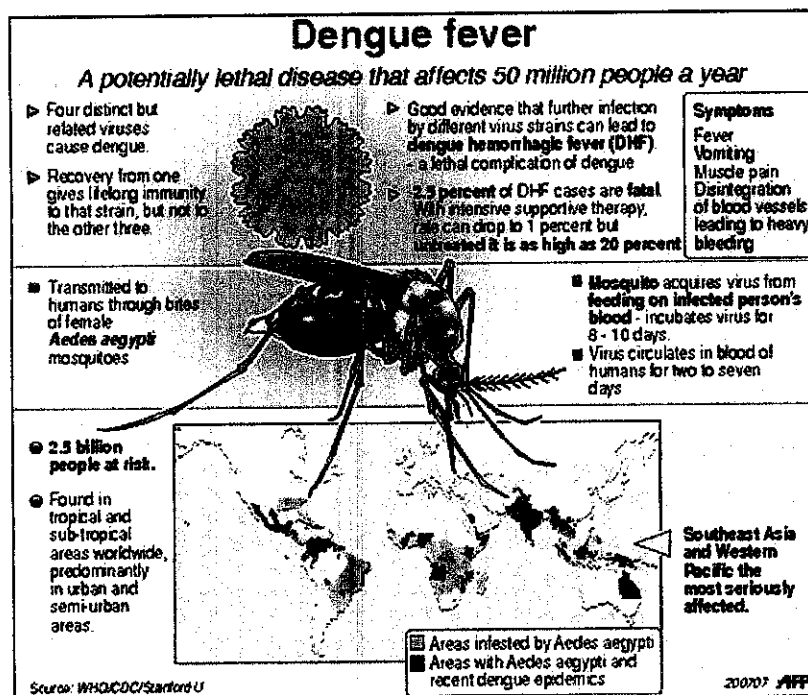 Dengue fever
A potentially lethal disease that affects 50 million people a year
Four distinct but
related viruses
cause dengue.
Recovery from one
gives lifelong immunity
to that strain, but not to
the other three.
Good evidence that further infection
by different virus strains can lead to
dengue hemorrhagic fever (DHF)
- a lethal complication of dengue
2.5 percent of DHF cases are fatal.
With intensive supportive therapy,
rate can drop to 1 percent but
untreated it is as high as 20 percent
Symptoms
Fever
Vomiting
Muscle pain
Disintegration
of blood vessels
leading to heavy
bleeding
Transmitted to
humans through bites
of female
Aedes aegypti
mosquitoes
Mosquito acquires virus from
feeding on infected person's
blood - incubates virus for
8 - 10 days.
Virus circulates in blood of
humans for two to seven
days
2.5 billion
people at risk.
Found in
tropical and
sub-tropical
areas worldwide,
predominantly
in urban and
semi-urban
areas.
Southeast Asia
and Western
Pacific the
most seriously
affected.
Areas infested by Aedes aegypti
Areas with Aedes aegypti and
recent dengue epidemics
Source: WHO/CDC/Stanford U
200707 AFP